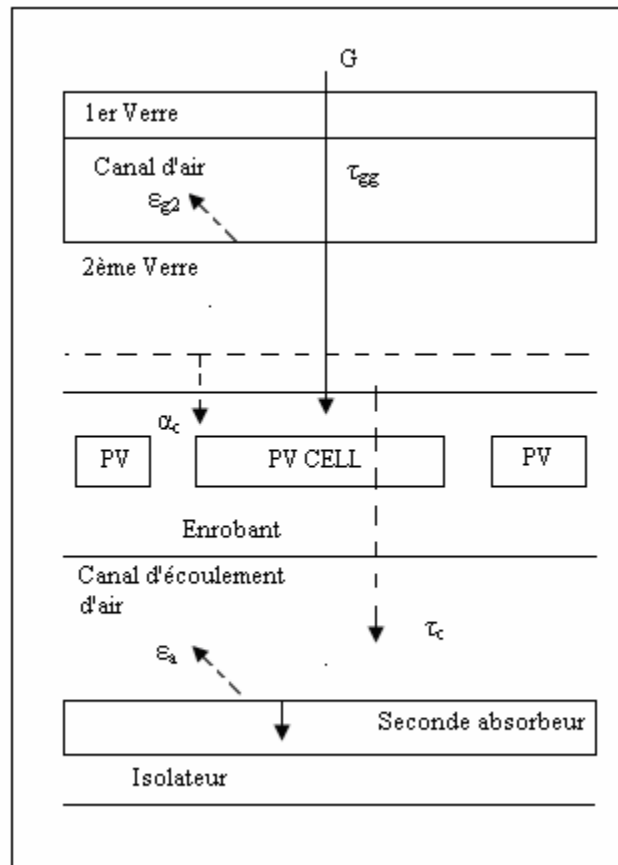 G
1er Verre
Canal d'air
τgg
εg2
2ème Verre
αc
PV
PV CELL
PV
Enrobant
Canal d'écoulement
d'air
τc
εa
Seconde absorbeur
Isolateur